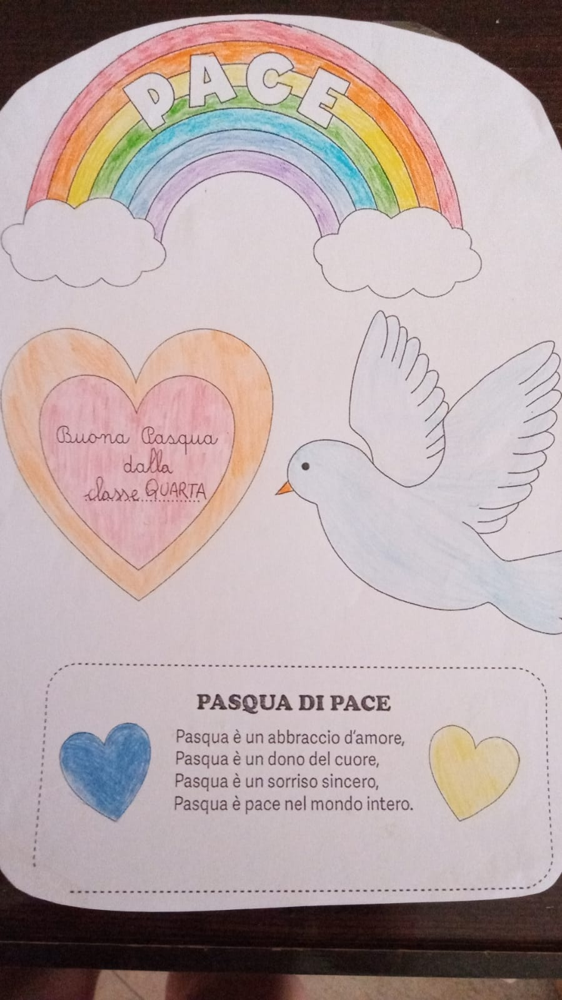 PACE
Buona Pasqua
dalla
classe QUARTA
PASQUA DI PACE
Pasqua è un abbraccio d'amore,
Pasqua è un dono del cuore,
Pasqua è un sorriso sincero,
Pasqua è pace nel mondo intero.